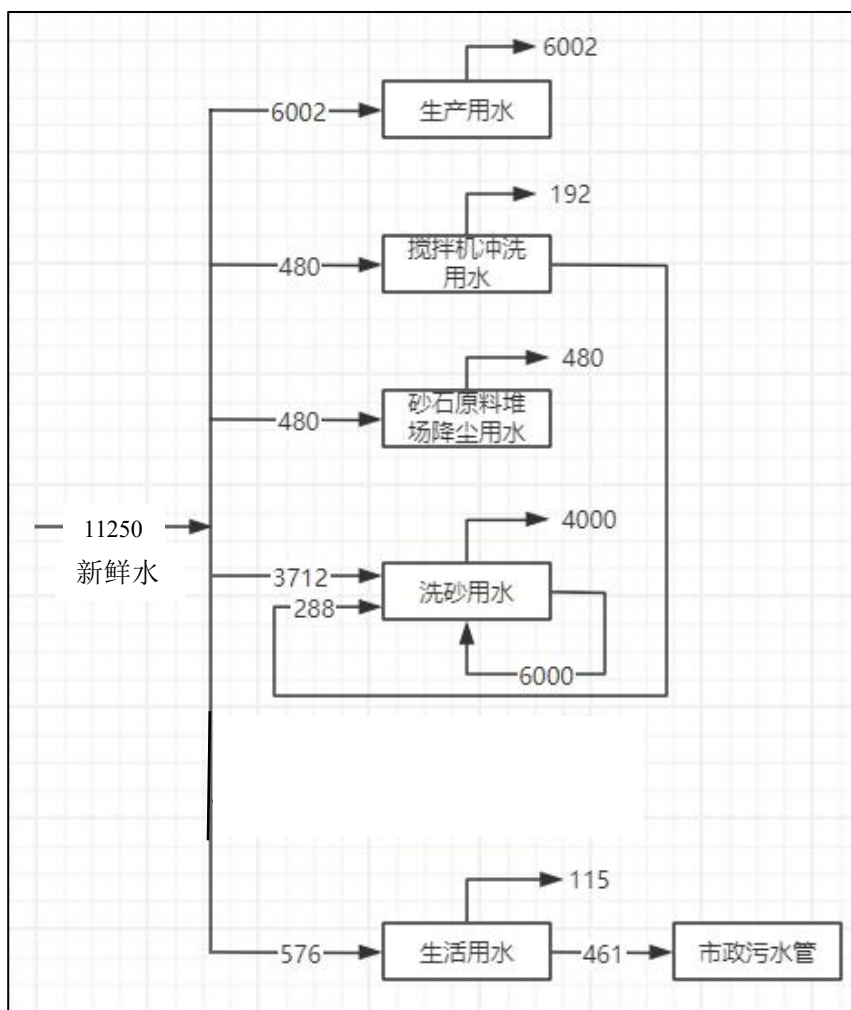 6002
6002
生产用水
192
480
搅拌机冲洗
用水
480
480
砂石原料堆
场降尘用水
11250
新鲜水
4000
3712
288
洗砂用水
6000
115
576
生活用水
461
市政污水管